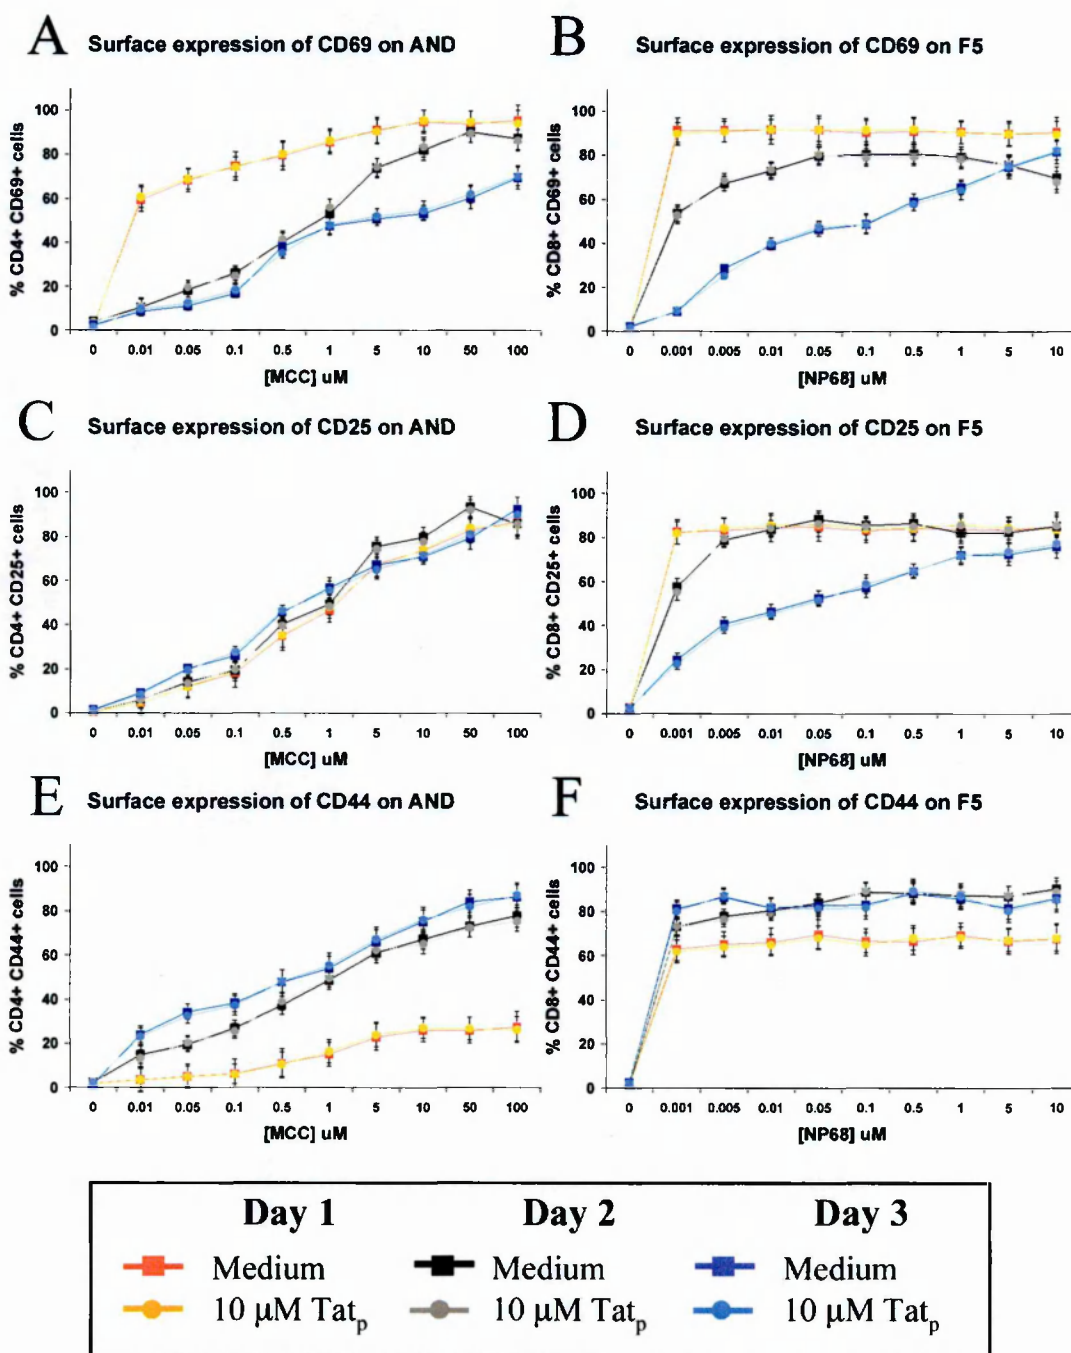 A Surface expression of CD69 on AND
% CD4+ CD69+ cells
100
80
60
40
20
0
0 0.01 0.05 0.1 0.5 1 5 10 50 100
[MCC] uM
B Surface expression of CD69 on F5
% CD8+ CD69+ cells
100
80
60
40
20
0
0 0.001 0.005 0.01 0.05 0.1 0.5 1 5 10
[NP68] uM
C Surface expression of CD25 on AND
% CD4+ CD25+ cells
100
80
60
40
20
0
0 0.01 0.05 0.1 0.5 1 5 10 50 100
[MCC] uM
D Surface expression of CD25 on F5
% CD8+ CD25+ cells
100
80
60
40
20
0
0 0.001 0.005 0.01 0.05 0.1 0.5 1 5 10
[NP68] uM
E Surface expression of CD44 on AND
% CD4+ CD44+ cells
100
80
60
40
20
0
0 0.01 0.05 0.1 0.5 1 5 10 50 100
[MCC] uM
F Surface expression of CD44 on F5
% CD8+ CD44+ cells
100
80
60
40
20
0
0 0.001 0.005 0.01 0.05 0.1 0.5 1 5 10
[NP68] uM
Day 1 Day 2 Day 3
Medium Medium Medium
10 μM Tatp 10 μM Tatp 10 μM Tatp